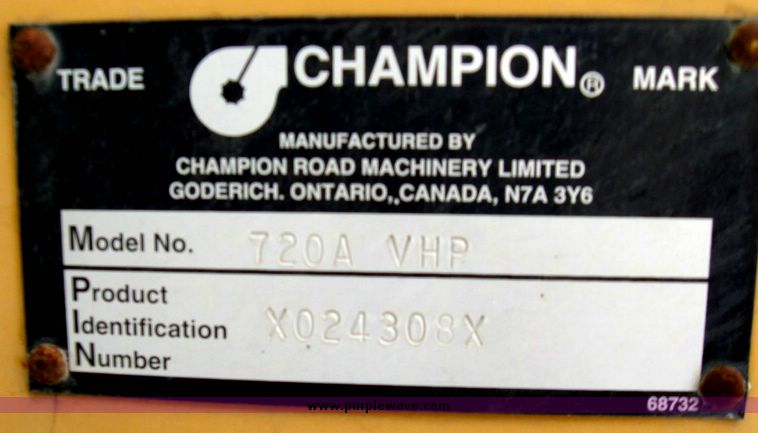 TRADE CHAMPION® MARK
MANUFACTURED BY
CHAMPION ROAD MACHINERY LIMITED
GODERICH. ONTARIO, CANADA, N7A 3Y6
Model No. 720A VHP
Product
Identification X024308X
Number
68732
www.purplewave.com